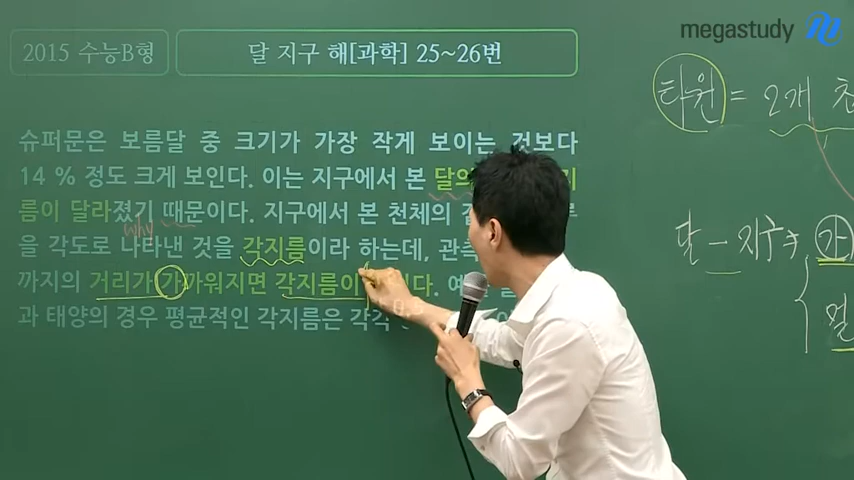 megastudy
2015 수능B형
달 지구 해[과학] 25~26번
타원 = 2개 초
슈퍼문은 보름달 중 크기가 가장 작게 보이는 것보다
14 % 정도 크게 보인다. 이는 지구에서 본 달의
름이 달라졌기 때문이다. 지구에서 본 천체의
why
을 각도로 나타낸 것을 각지름이라 하는데, 관측
까지의 거리가 가까워지면 각지름이
과 태양의 경우 평균적인 각지름은 각각
0.5
달 - 지구
가
멀